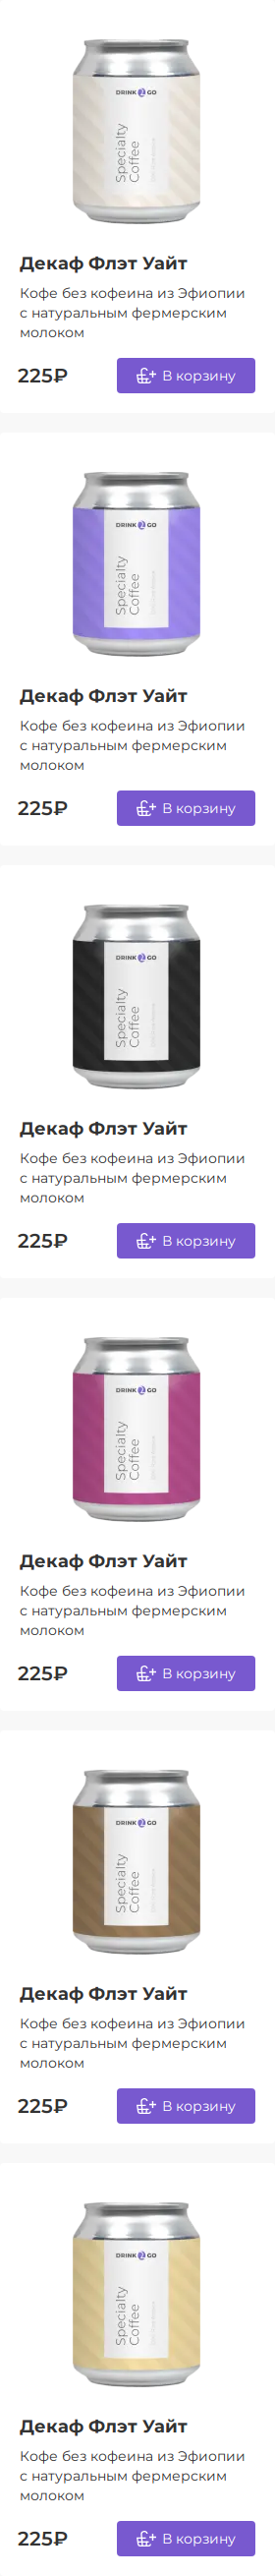 DRINK 2 GO
Specialty
Coffee
Декаф Флэт Уайт
Кофе без кофеина из Эфиопии
с натуральным фермерским
молоком
225₽ В корзину
DRINK 2 GO
Specialty
Coffee
Декаф Флэт Уайт
Кофе без кофеина из Эфиопии
с натуральным фермерским
молоком
225₽ В корзину
DRINK 2 GO
Specialty
Coffee
Декаф Флэт Уайт
Кофе без кофеина из Эфиопии
с натуральным фермерским
молоком
225₽ В корзину
DRINK 2 GO
Specialty
Coffee
Декаф Флэт Уайт
Кофе без кофеина из Эфиопии
с натуральным фермерским
молоком
225₽ В корзину
DRINK 2 GO
Specialty
Coffee
Декаф Флэт Уайт
Кофе без кофеина из Эфиопии
с натуральным фермерским
молоком
225₽ В корзину
DRINK 2 GO
Specialty
Coffee
Декаф Флэт Уайт
Кофе без кофеина из Эфиопии
с натуральным фермерским
молоком
225₽ В корзину